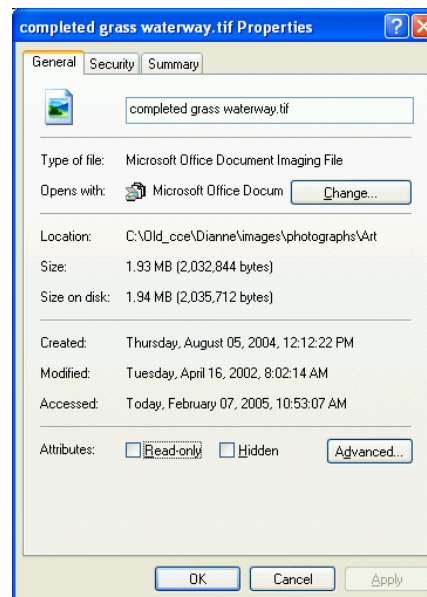 completed grass waterway.tif Properties
General Security Summary
completed grass waterway.tif
Type of file: Microsoft Office Document Imaging File
Opens with: Microsoft Office Docum Change...
Location: C:\Old_cce\Dianne\images\photographs\Art
Size: 1.93 MB (2,032,844 bytes)
Size on disk: 1.94 MB (2,035,712 bytes)
Created: Thursday, August 05, 2004, 12:12:22 PM
Modified: Tuesday, April 16, 2002, 8:02:14 AM
Accessed: Today, February 07, 2005, 10:53:07 AM
Attributes: Read-only Hidden Advanced...
OK Cancel Apply